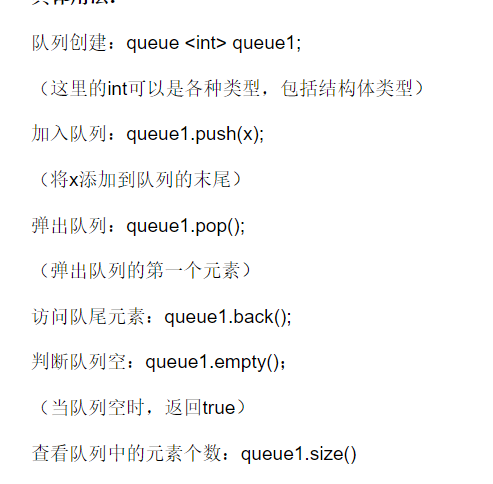 队列创建：queue <int> queue1;
（这里的int可以是各种类型，包括结构体类型）
加入队列：queue1.push(x);
（将x添加到队列的末尾）
弹出队列：queue1.pop();
（弹出队列的第一个元素）
访问队尾元素：queue1.back();
判断队列空：queue1.empty()；
（当队列空时，返回true）
查看队列中的元素个数：queue1.size()